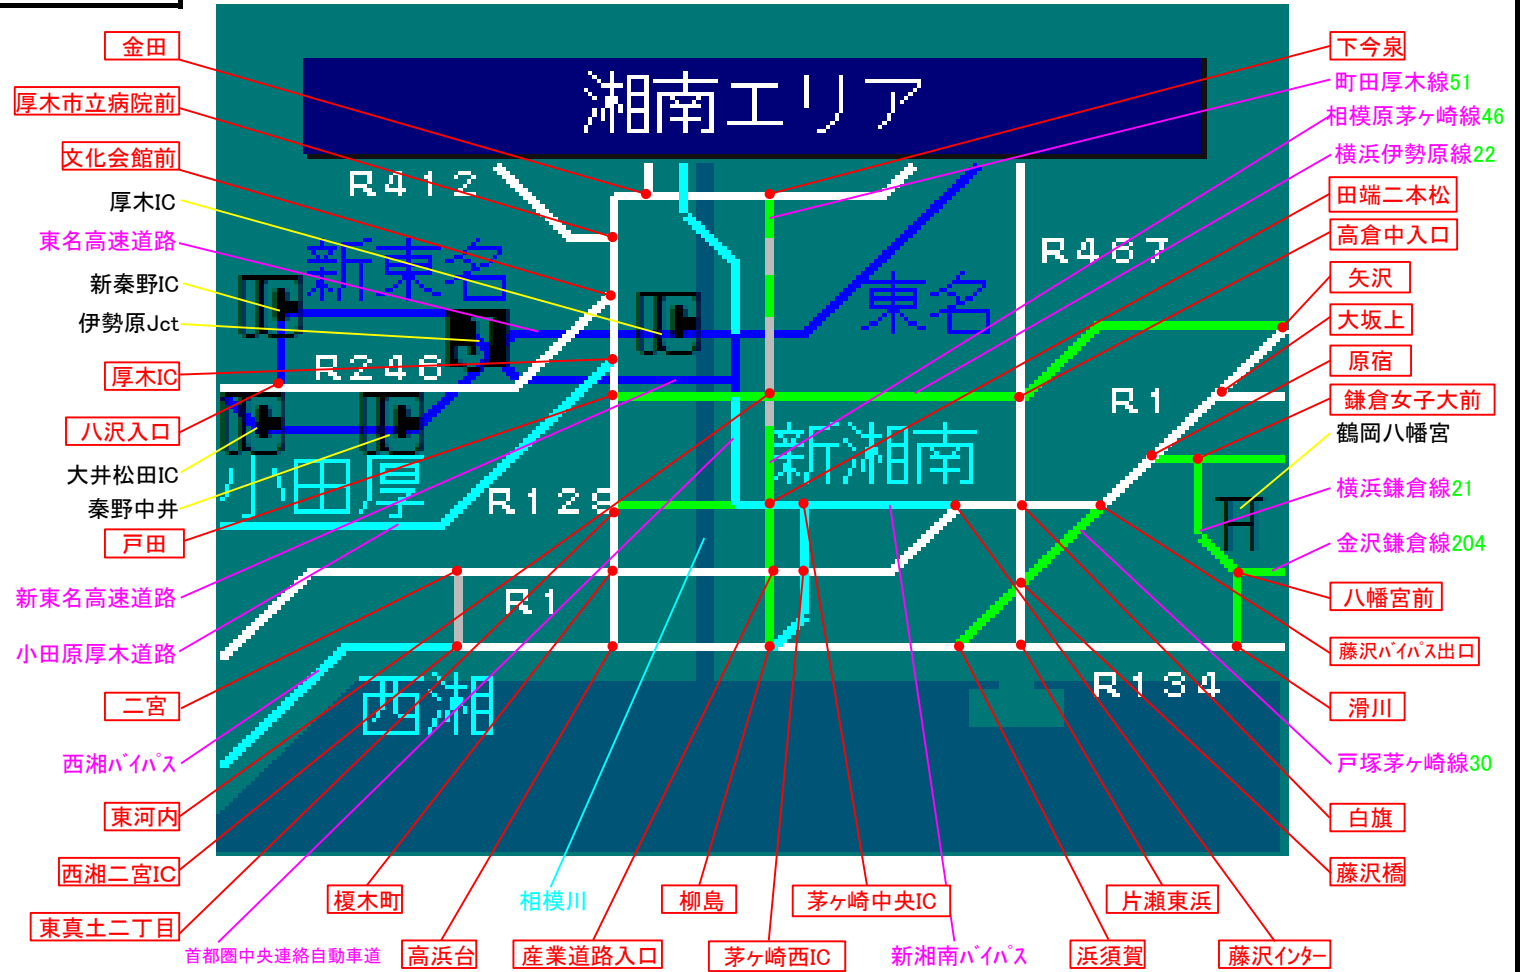 湘南エリア
金田
厚木市立病院前
文化会館前
厚木IC
東名高速道路
新秦野IC
伊勢原Jct
厚木IC
八沢入口
大井松田IC
秦野中井
戸田
新東名高速道路
小田原厚木道路
二宮
西湘バイパス
東河内
西湘二宮IC
東真土二丁目
首都圏中央連絡自動車道
榎木町
高浜台
相模川
産業道路入口
柳島
茅ヶ崎西IC
茅ヶ崎中央IC
新湘南バイパス
片瀬東浜
浜須賀
藤沢インター
下今泉
町田厚木線51
相模原茅ヶ崎線46
横浜伊勢原線22
田端二本松
高倉中入口
矢沢
大坂上
原宿
鎌倉女子大前
鶴岡八幡宮
横浜鎌倉線21
金沢鎌倉線204
八幡宮前
藤沢バイパス出口
滑川
戸塚茅ヶ崎線30
白旗
藤沢橋
R412
新東名
IC
IC
東名
R467
R246
IC
IC
R1
小田厚
R129
新湘南
R1
西湘
R134